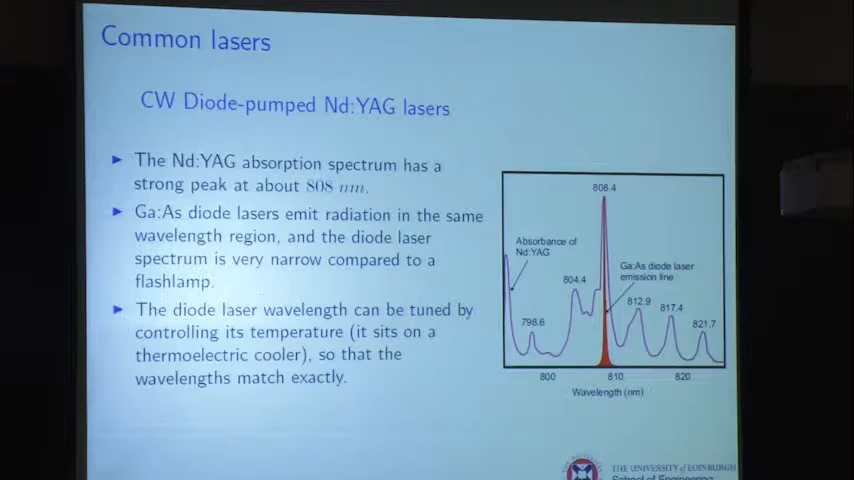 Common lasers
CW Diode-pumped Nd:YAG lasers
► The Nd:YAG absorption spectrum has a
strong peak at about 808 nm.
► Ga:As diode lasers emit radiation in the same
wavelength region, and the diode laser
spectrum is very narrow compared to a
flashlamp.
► The diode laser wavelength can be tuned by
controlling its temperature (it sits on a
thermoelectric cooler), so that the
wavelengths match exactly.
808.4
Absorbance of
Nd:YAG
Ga:As diode laser
emission line
804.4
812.9
817.4
798.6
821.7
800
810
820
Wavelength (nm)
THE UNIVERSITY of EDINBURGH
School of Engineering